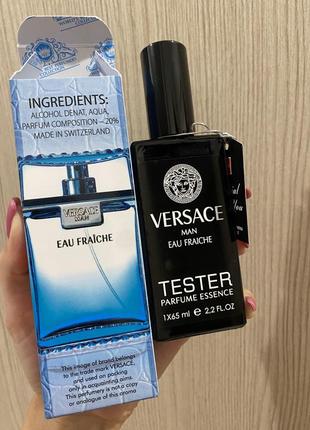 INGREDIENTS:
ALCOHOL DENAT, AQUA,
PARFUM COMPOSITION -20%
MADE IN SWITZERLAND
VERSACE
MAN
EAU FRAÎCHE
This image of brand belongs
to the trade mark VERSACE,
and used on packing
only in acquainting aims.
This perfumery is not a copy
or analogue of this aroma
VERSACE
MAN
EAU FRAICHE
TESTER
PARFUME ESSENCE
1X65 ml e 2.2 FL.OZ